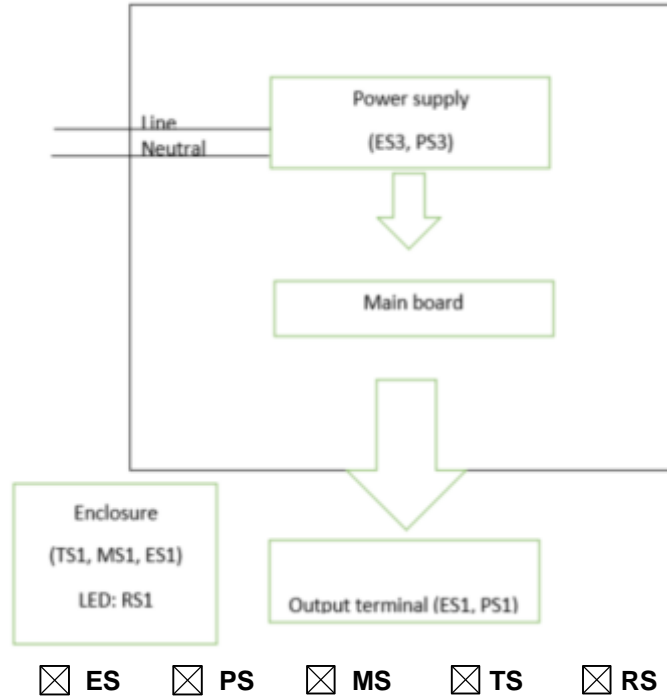 Power supply
(ES3, PS3)
Line
Neutral
Main board
Enclosure
(TS1, MS1, ES1)
LED: RS1
Output terminal (ES1, PS1)
☒ ES ☒ PS ☒ MS ☒ TS ☒ RS